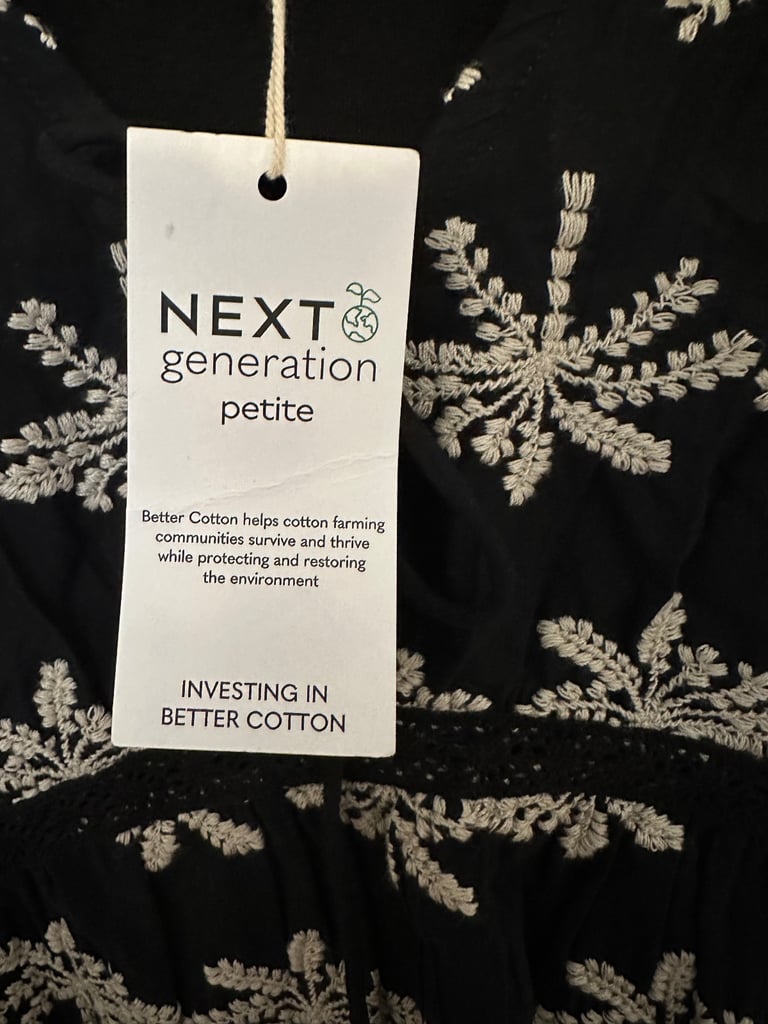 NEXT
generation
petite
Better Cotton helps cotton farming
communities survive and thrive
while protecting and restoring
the environment
INVESTING IN
BETTER COTTON